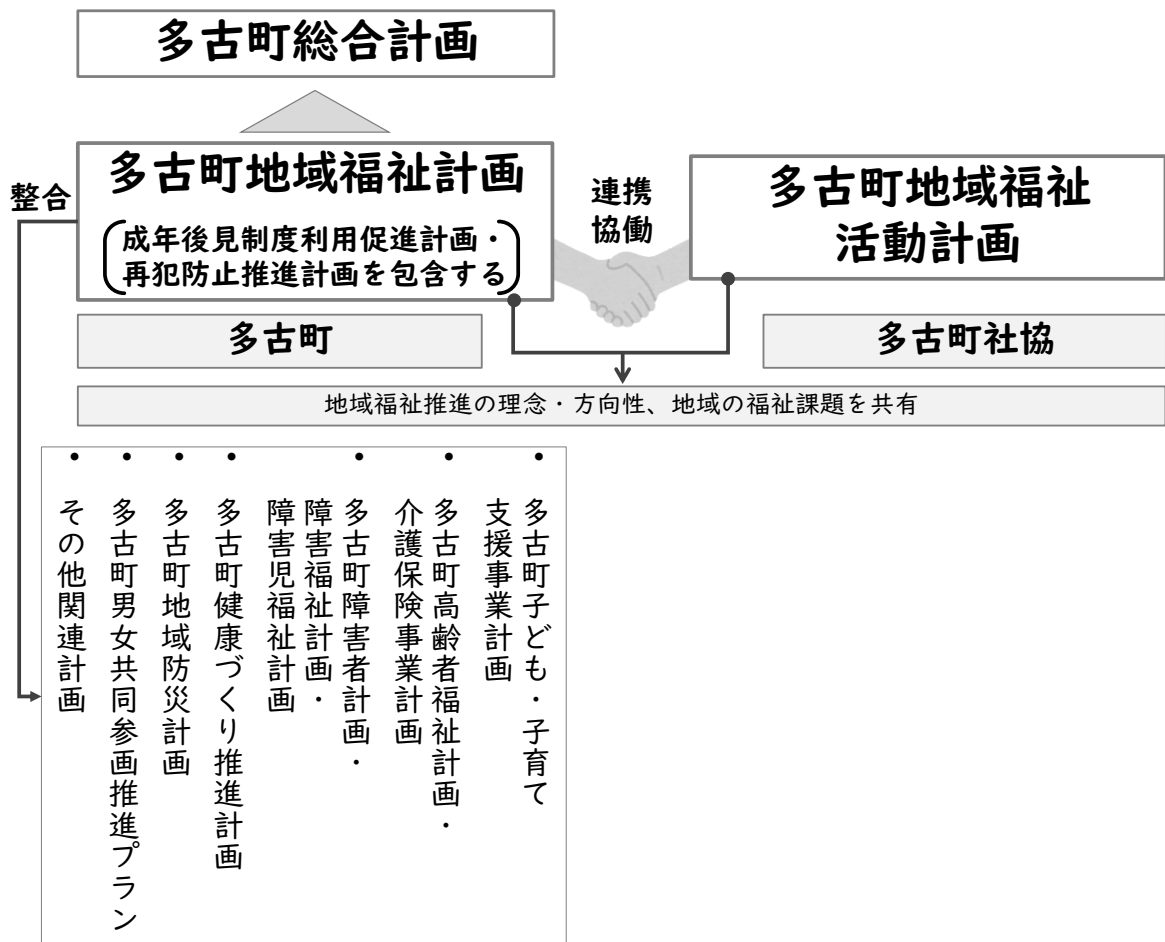 多古町総合計画
多古町地域福祉計画
成年後見制度利用促進計画・
再犯防止推進計画を包含する
整合
連携
協働
多古町地域福祉
活動計画
多古町
多古町社協
地域福祉推進の理念・方向性、地域の福祉課題を共有
・多古町子ども・子育て
支援事業計画
・多古町高齢者福祉計画・
介護保険事業計画
・多古町障害者計画・
障害福祉計画・
障害児福祉計画
・多古町健康づくり推進計画
・多古町地域防災計画
・多古町男女共同参画推進プラン
・その他関連計画